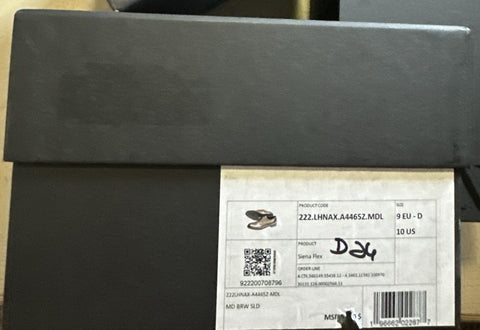 PRODUCT CODE
222.LHNAX.A44652.MDL
SIZE
9 EU - D
10 US
PRODUCT
Siena Flex
D24
ORDER LINE
922200708796
222LHNAX-A44652-MDL
MD BRW SLD